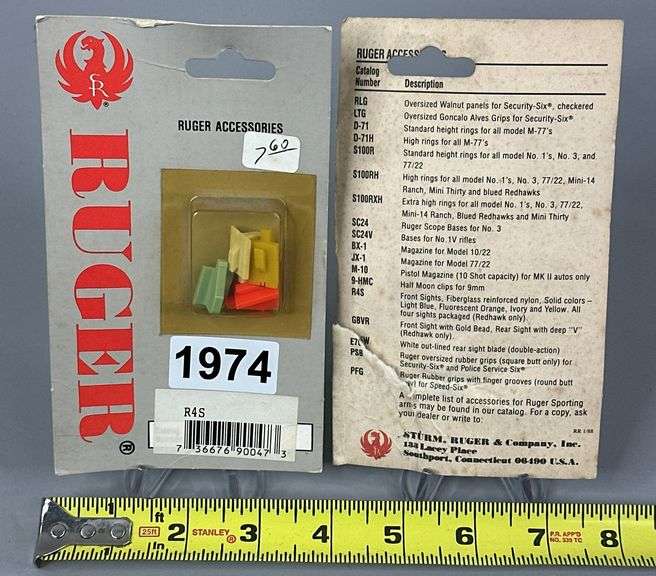 RUGER
®
RUGER ACCESSORIES
7 60
1974
R4S
7 36676 90047 3
RUGER ACCESSORIES
Catalog
Number Description
RLG Oversized Walnut panels for Security-Six®, checkered
LTG Oversized Goncalo Alves Grips for Security-Six®
D-71 Standard height rings for all model M-77's
D-71H High rings for all M-77's
S100R Standard height rings for all model No. 1's, No. 3, and
77/22
S100RH High rings for all model No. 1's, No. 3, 77/22, Mini-14
Ranch, Mini Thirty and blued Redhawks
S100RXH Extra high rings for all model No. 1's, No. 3, 77/22,
Mini-14 Ranch, Blued Redhawks and Mini Thirty
SC24 Ruger Scope Bases for No. 3
SC24V Bases for No. 1V rifles
BX-1 Magazine for Model 10/22
JX-1 Magazine for Model 77/22
M-10 Pistol Magazine (10 Shot capacity) for MK II autos only
9-HMC Half Moon clips for 9mm
R4S Front Sights, Fiberglass reinforced nylon, Solid colors –
Light Blue, Fluorescent Orange, Ivory and Yellow. All
four sights packaged (Redhawk only).
GBVR Front Sight with Gold Bead, Rear Sight with deep "V"
(Redhawk only).
White out-lined rear sight blade (double-action)
PSB Ruger oversized rubber grips (square butt only) for
Security-Six® and Police Service Six®
PFG Ruger Rubber grips with finger grooves (round butt
for Speed-Six®
A complete list of accessories for Ruger Sporting
arms may be found in our catalog. For a copy, ask
your dealer or write to:
RR 1/88
STURM, RUGER & Company, Inc.
Lacey Place
Southport, Connecticut 06490 U.S.A.
ft 25ft in 2 STANLEY® 3 4 5 6 7 P.R. APP'D NO. 339 TC 8